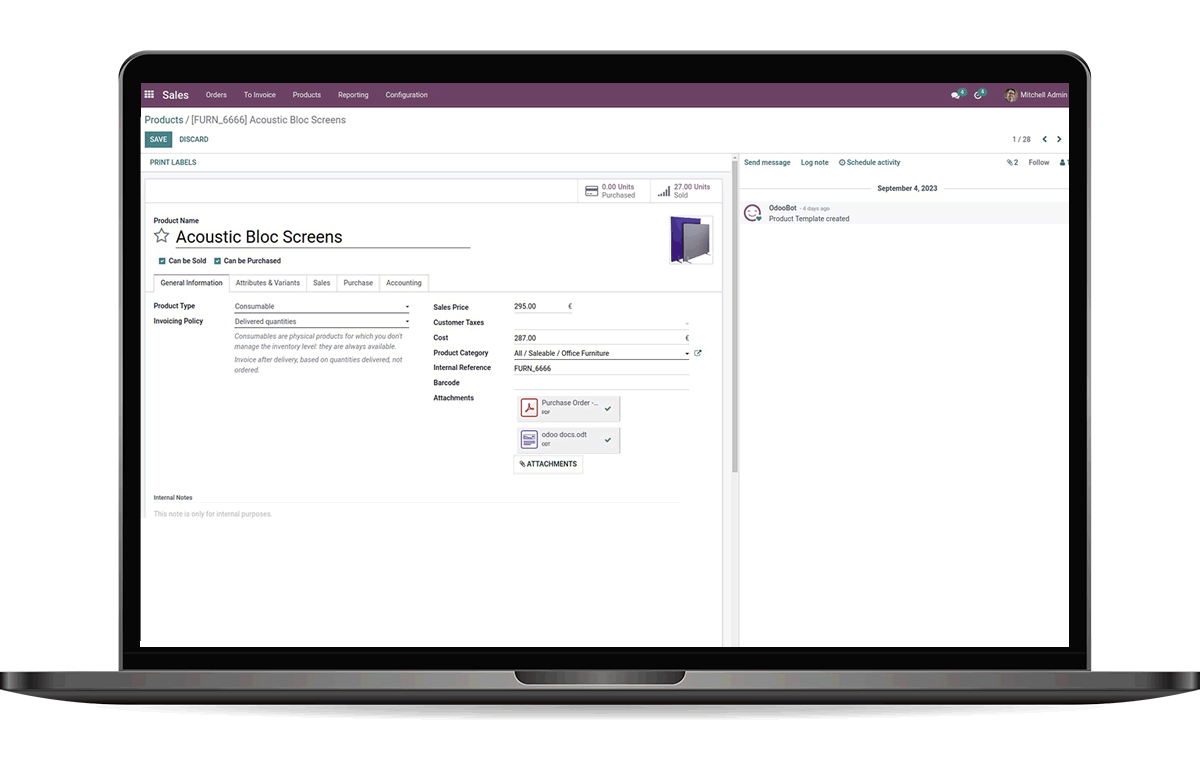 Sales Orders To Invoice Products Reporting Configuration 4 4 Mitchell Admin
Products / [FURN_6666] Acoustic Bloc Screens
SAVE DISCARD 1 / 28
PRINT LABELS
Send message Log note Schedule activity 2 Follow 1
0.00 Units
Purchased
27.00 Units
Sold
Product Name
Acoustic Bloc Screens
Can be Sold Can be Purchased
General Information Attributes & Variants Sales Purchase Accounting
Product Type Consumable
Invoicing Policy Delivered quantities
Consumables are physical products for which you don't
manage the inventory level: they are always available.
Invoice after delivery, based on quantities delivered, not
ordered.
Sales Price 295.00 €
Customer Taxes
Cost 287.00 €
Product Category All / Saleable / Office Furniture
Internal Reference FURN_6666
Barcode
Attachments
Purchase Order -...
PDF
odoo docs.odt
ODT
ATTACHMENTS
Internal Notes
This note is only for internal purposes.
September 4, 2023
OdooBot - 4 days ago
Product Template created